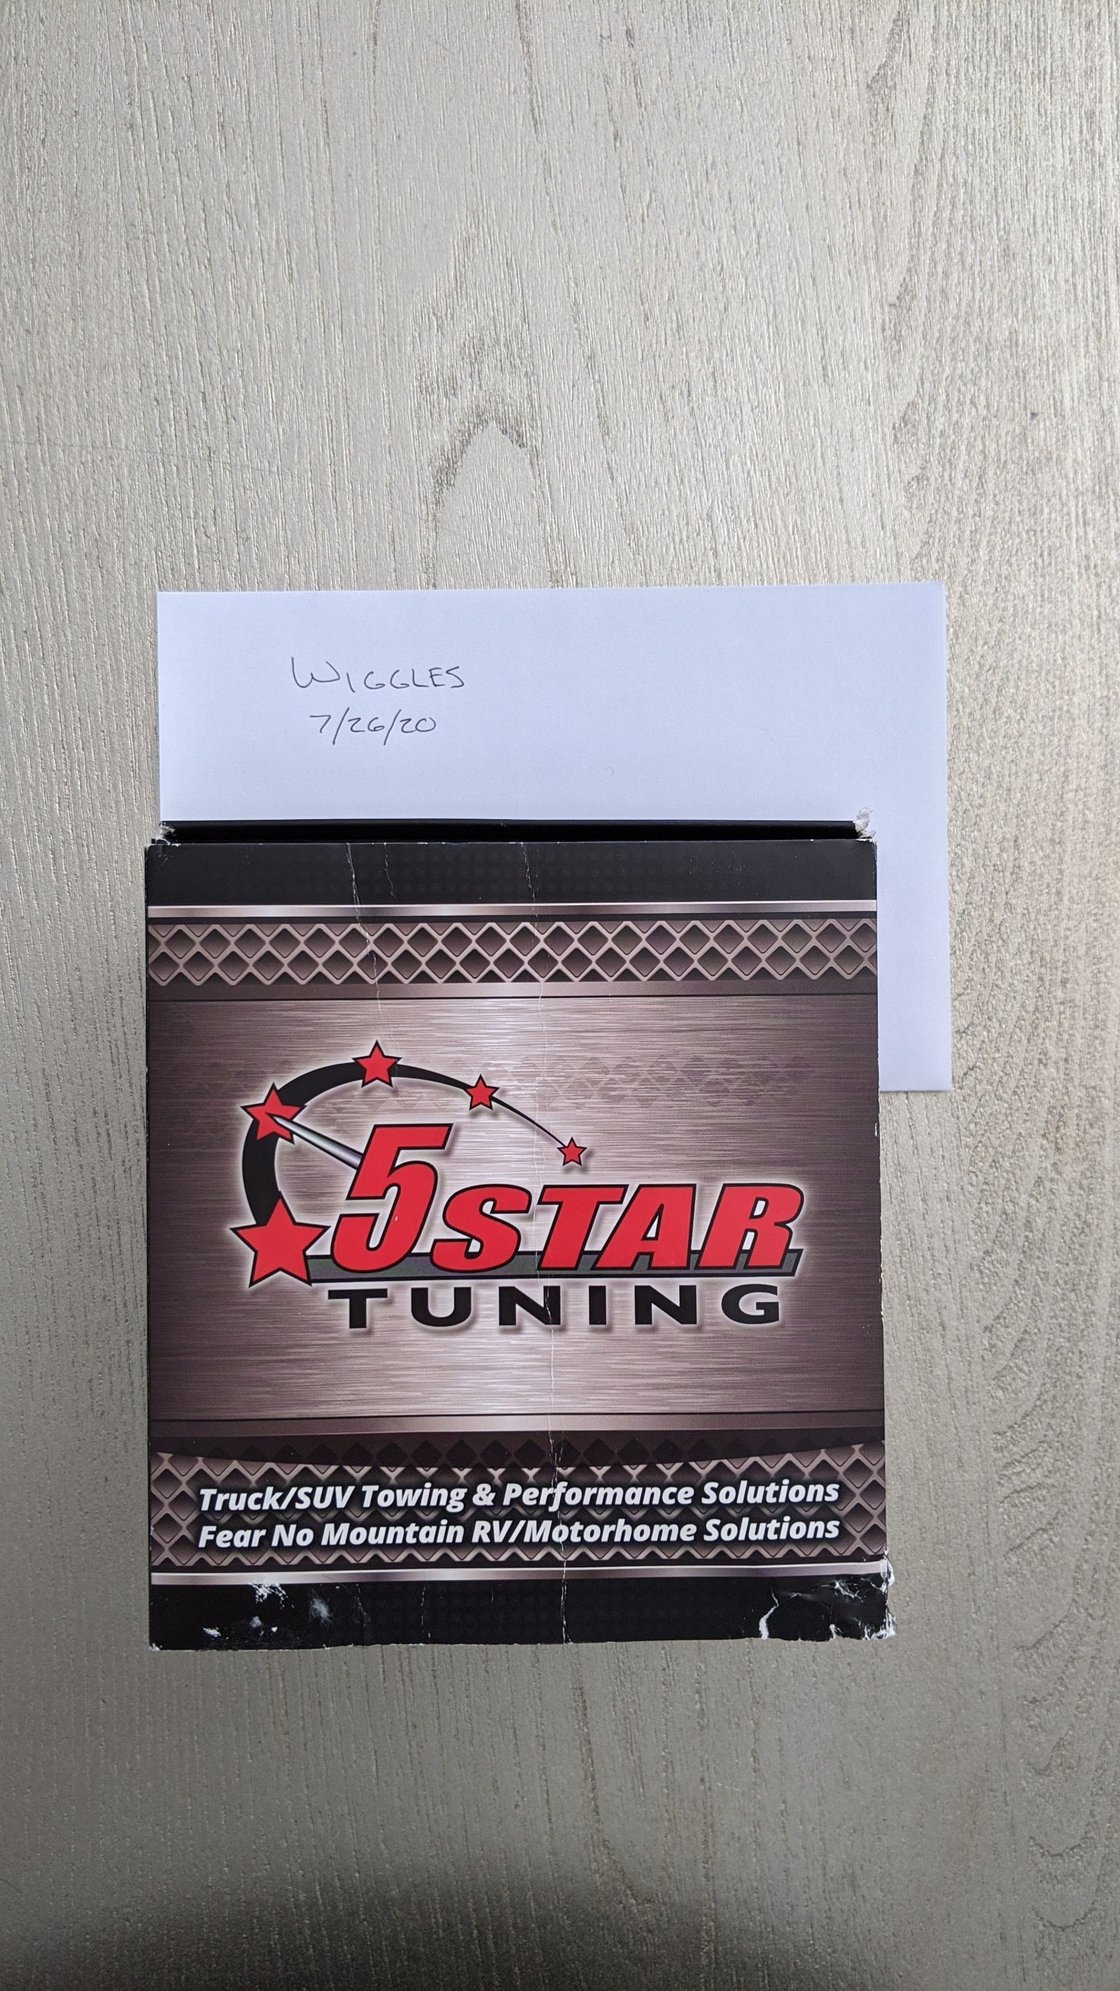 WIGGLES
7/26/20
5STAR
TUNING
Truck/SUV Towing & Performance Solutions
Fear No Mountain RV/Motorhome Solutions